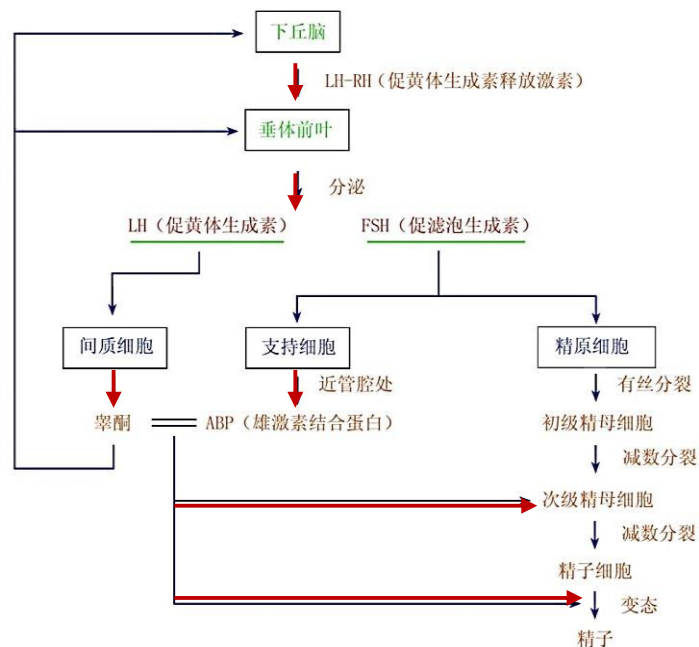 下丘脑
LH-RH（促黄体生成素释放激素）
垂体前叶
分泌
LH（促黄体生成素）
FSH（促滤泡生成素）
间质细胞
支持细胞
精原细胞
近管腔处
有丝分裂
睾酮
ABP（雄激素结合蛋白）
初级精母细胞
减数分裂
次级精母细胞
减数分裂
精子细胞
变态
精子